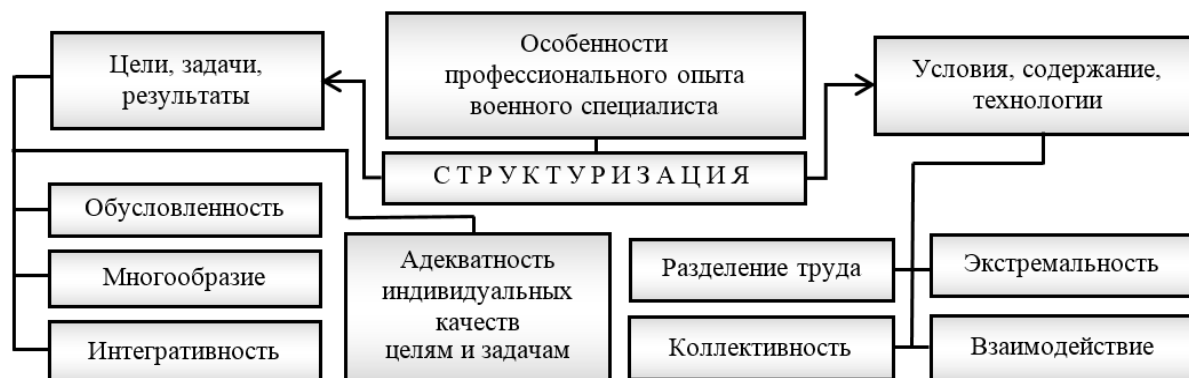 Особенности
профессионального опыта
военного специалиста
Цели, задачи,
результаты
Условия, содержание,
технологии
СТРУКТУРИЗАЦИЯ
Обусловленность
Многообразие
Интегративность
Адекватность
индивидуальных
качеств
целям и задачам
Разделение труда
Экстремальность
Коллективность
Взаимодействие